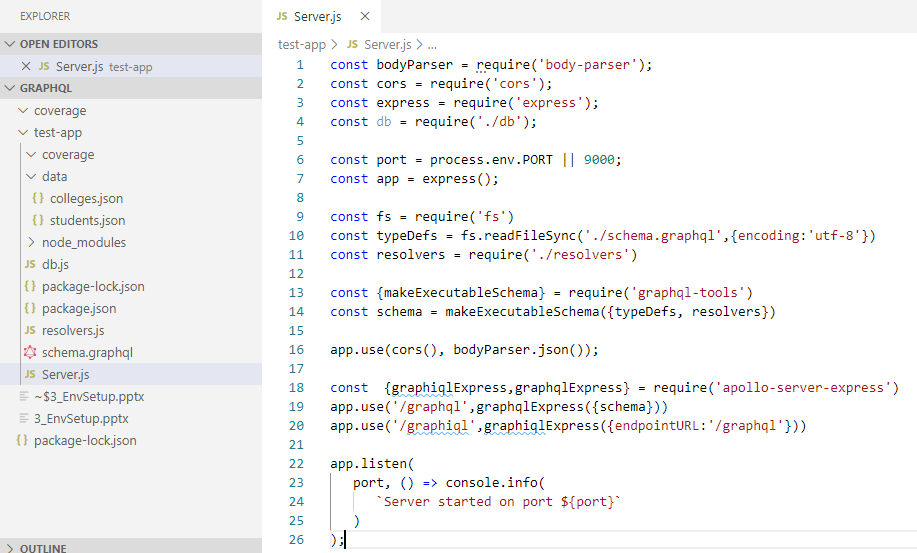 EXPLORER
OPEN EDITORS
JS Server.js test-app
GRAPHQL
coverage
test-app
coverage
data
{} colleges.json
{} students.json
node_modules
JS db.js
{} package-lock.json
{} package.json
JS resolvers.js
schema.graphql
JS Server.js
~$3_EnvSetup.pptx
3_EnvSetup.pptx
{} package-lock.json
OUTLINE
JS Server.js
test-app > JS Server.js > ...
1 const bodyParser = require('body-parser');
2 const cors = require('cors');
3 const express = require('express');
4 const db = require('./db');
5
6 const port = process.env.PORT || 9000;
7 const app = express();
8
9 const fs = require('fs')
10 const typeDefs = fs.readFileSync('./schema.graphql',{encoding:'utf-8'})
11 const resolvers = require('./resolvers')
12
13 const {makeExecutableSchema} = require('graphql-tools')
14 const schema = makeExecutableSchema({typeDefs, resolvers})
15
16 app.use(cors(), bodyParser.json());
17
18 const  {graphiqlExpress,graphqlExpress} = require('apollo-server-express')
19 app.use('/graphql',graphqlExpress({schema}))
20 app.use('/graphiql',graphiqlExpress({endpointURL:'/graphql'}))
21
22 app.listen(
23    port, () => console.info(
24       `Server started on port ${port}`
25    )
26 );